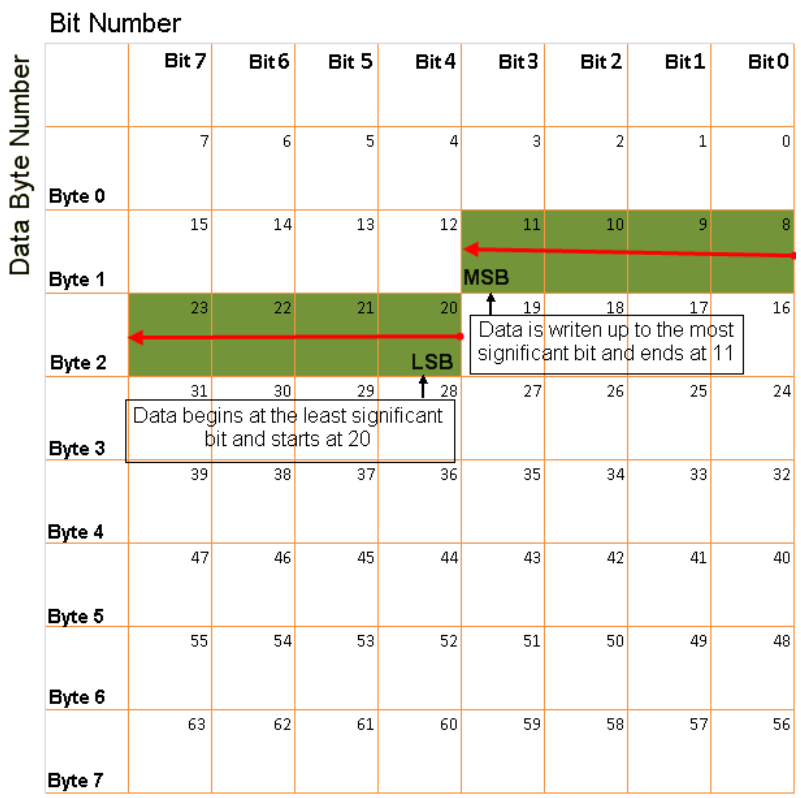 Bit Number
Data Byte Number
Bit 7 Bit 6 Bit 5 Bit 4 Bit 3 Bit 2 Bit 1 Bit 0
7 6 5 4 3 2 1 0
Byte 0
15 14 13 12 11 10 9 8
Byte 1
MSB
23 22 21 20 19 18 17 16
Data is writen up to the most
significant bit and ends at 11
Byte 2
LSB
31 30 29 28 27 26 25 24
Data begins at the least significant
bit and starts at 20
Byte 3
39 38 37 36 35 34 33 32
Byte 4
47 46 45 44 43 42 41 40
Byte 5
55 54 53 52 51 50 49 48
Byte 6
63 62 61 60 59 58 57 56
Byte 7